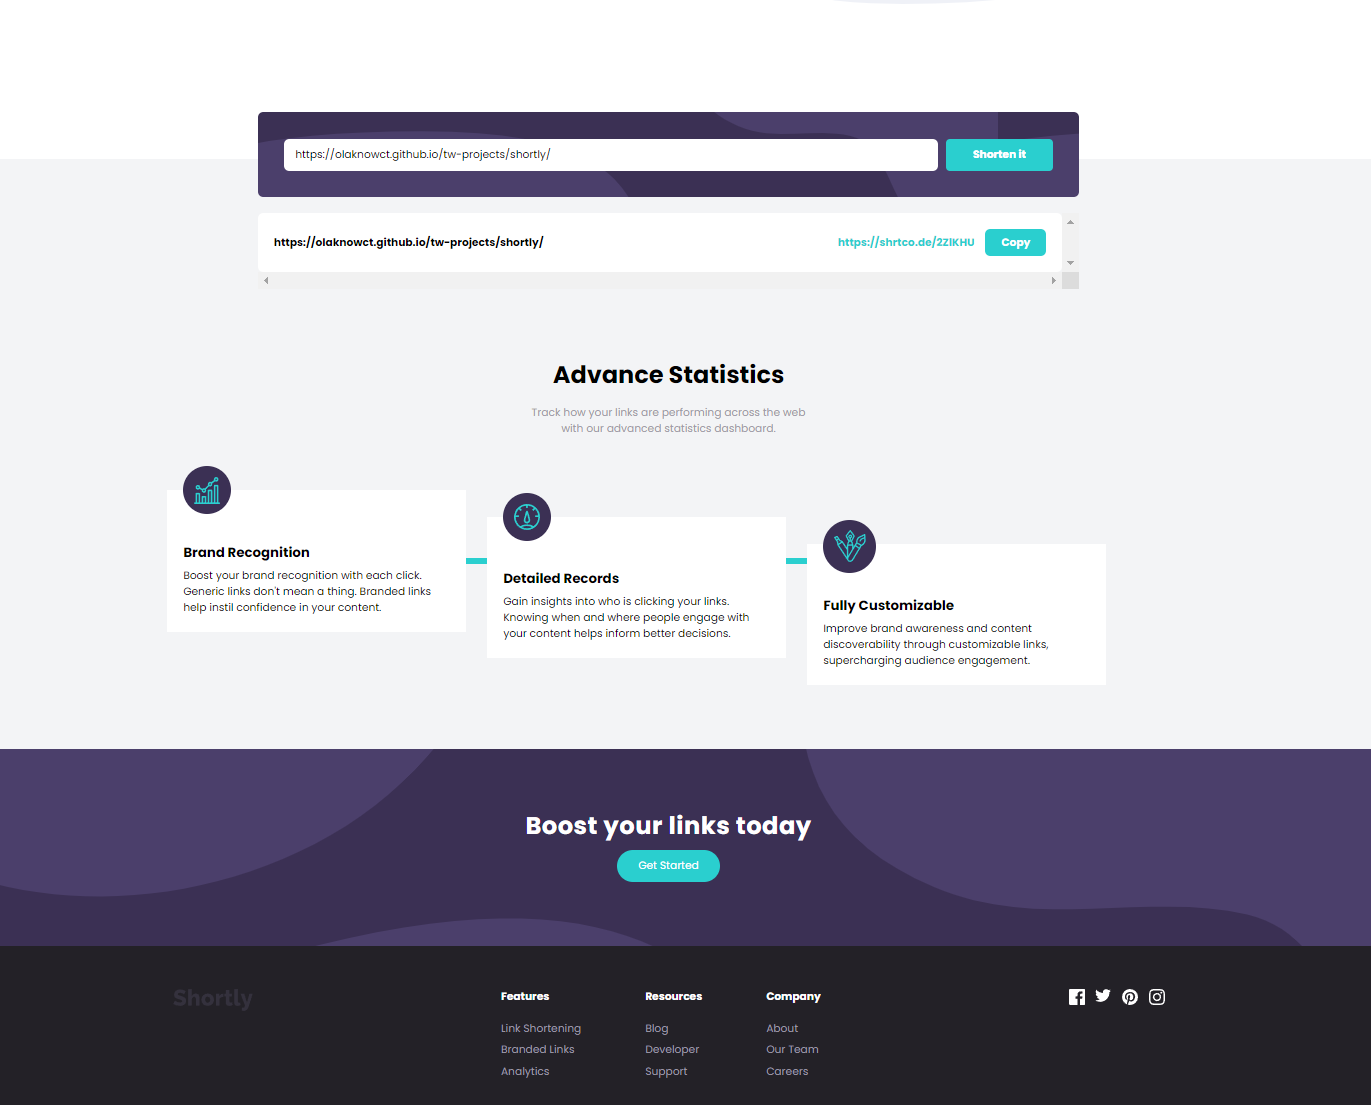 https://olaknowct.github.io/tw-projects/shortly/
Shorten it
https://olaknowct.github.io/tw-projects/shortly/
https://shrtco.de/2ZlKHU
Copy
Advance Statistics
Track how your links are performing across the web
with our advanced statistics dashboard.
Brand Recognition
Boost your brand recognition with each click.
Generic links don't mean a thing. Branded links
help instil confidence in your content.
Detailed Records
Gain insights into who is clicking your links.
Knowing when and where people engage with
your content helps inform better decisions.
Fully Customizable
Improve brand awareness and content
discoverability through customizable links,
supercharging audience engagement.
Boost your links today
Get Started
Shortly
Features
Link Shortening
Branded Links
Analytics
Resources
Blog
Developer
Support
Company
About
Our Team
Careers